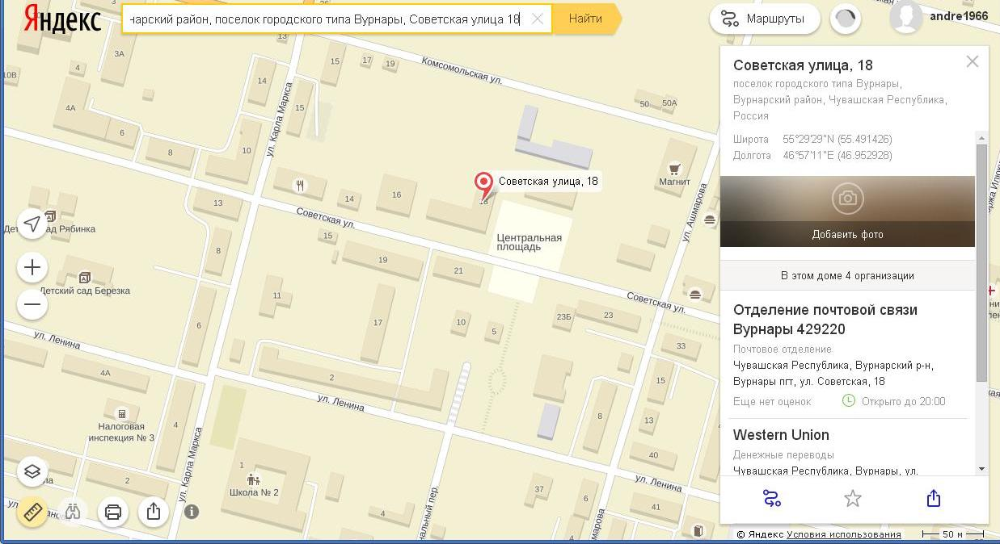 Яндекс
нарский район, поселок городского типа Вурнары, Советская улица 18
Найти
Маршруты
andre1966
Советская улица, 18
поселок городского типа Вурнары,
Вурнарский район, Чувашская Республика,
Россия
Широта 55°29'29"N (55.491426)
Долгота 46°57'11"E (46.952928)
Добавить фото
В этом доме 4 организации
Отделение почтовой связи
Вурнары 429220
Почтовое отделение
Чувашская Республика, Вурнарский р-н,
Вурнары пгт, ул. Советская, 18
Еще нет оценок
Открыто до 20:00
Western Union
Денежные переводы
Чувашская Республика, Вурнары, ул.
13
3А
4
10В
4А
6
8
14
15
10
15
17
19
Комсомольская ул.
50
50А
ул. Карла Маркса
Магнит
ул. Ашмарова
14
16
18
Советская улица, 18
13
Советская ул.
Центральная
площадь
15
19
21
8
Детский сад Березка
11
17
10
5
23Б
23
Советская ул.
33
6
ул. Ленина
4А
2
ул. Ленина
15
8
13
Налоговая
инспекция № 3
4
40
ул. Карла Маркса
2
1
Школа № 2
4
37
6
ул. Ленина
41
© Яндекс Условия использования
50 м